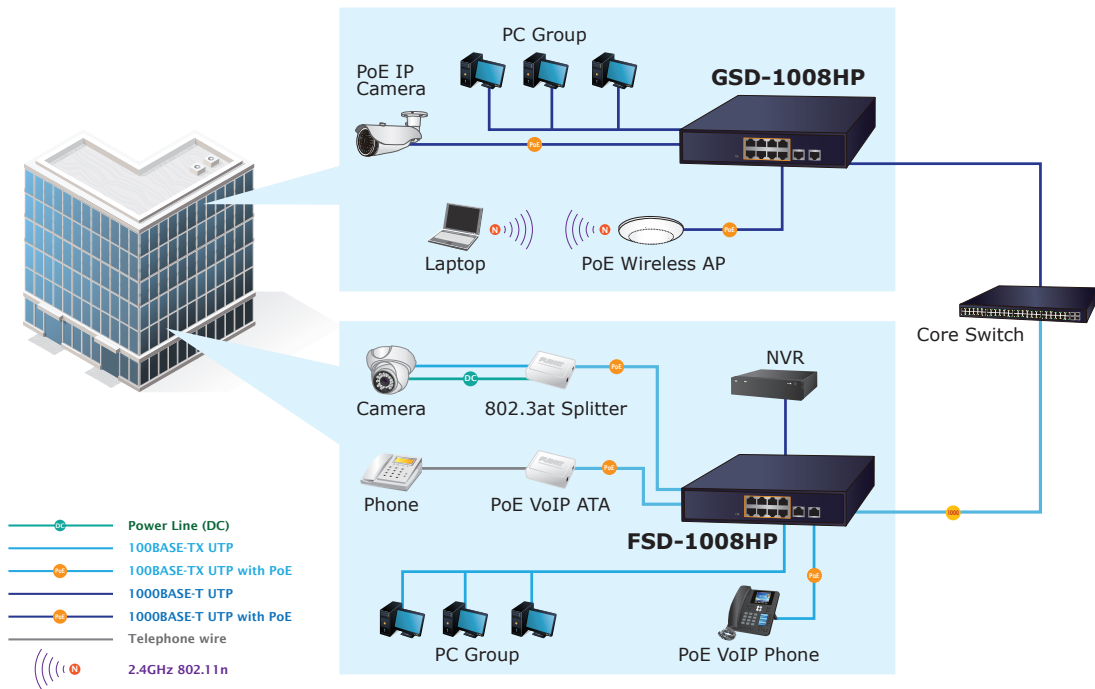 PC Group
PoE IP
Camera
GSD-1008HP
PoE
N
N
PoE
Laptop
PoE Wireless AP
Core Switch
NVR
PoE
DC
Camera
802.3at Splitter
PoE
Phone
PoE VoIP ATA
1000
FSD-1008HP
PoE
PC Group
PoE VoIP Phone
DC
Power Line (DC)
100BASE-TX UTP
PoE
100BASE-TX UTP with PoE
1000BASE-T UTP
PoE
1000BASE-T UTP with PoE
Telephone wire
N
2.4GHz 802.11n